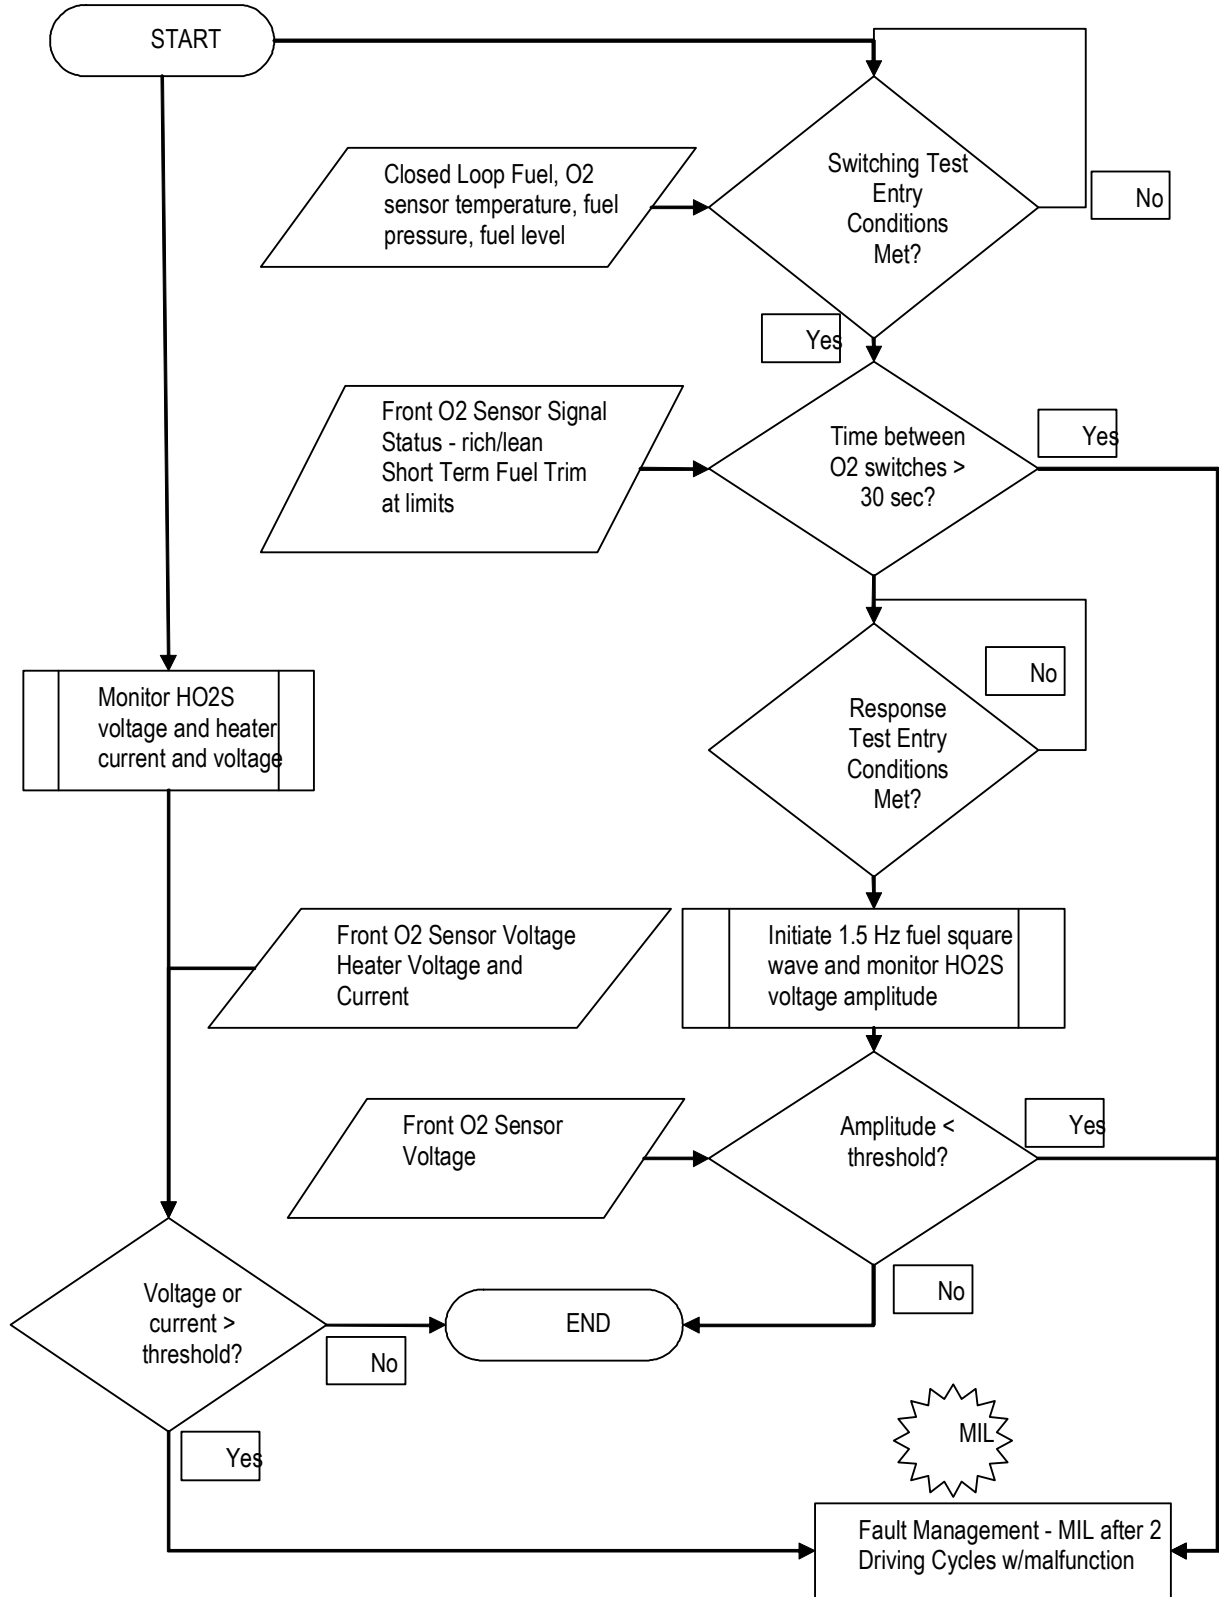 START
Switching Test
Entry
Conditions
Met?
No
Closed Loop Fuel, O2
sensor temperature, fuel
pressure, fuel level
Yes
Front O2 Sensor Signal
Status - rich/lean
Short Term Fuel Trim
at limits
Time between
O2 switches >
30 sec?
Yes
No
Response
Test Entry
Conditions
Met?
Monitor HO2S
voltage and heater
current and voltage
Front O2 Sensor Voltage
Heater Voltage and
Current
Initiate 1.5 Hz fuel square
wave and monitor HO2S
voltage amplitude
Front O2 Sensor
Voltage
Amplitude <
threshold?
Yes
No
Voltage or
current >
threshold?
No
END
Yes
MIL
Fault Management - MIL after 2
Driving Cycles w/malfunction